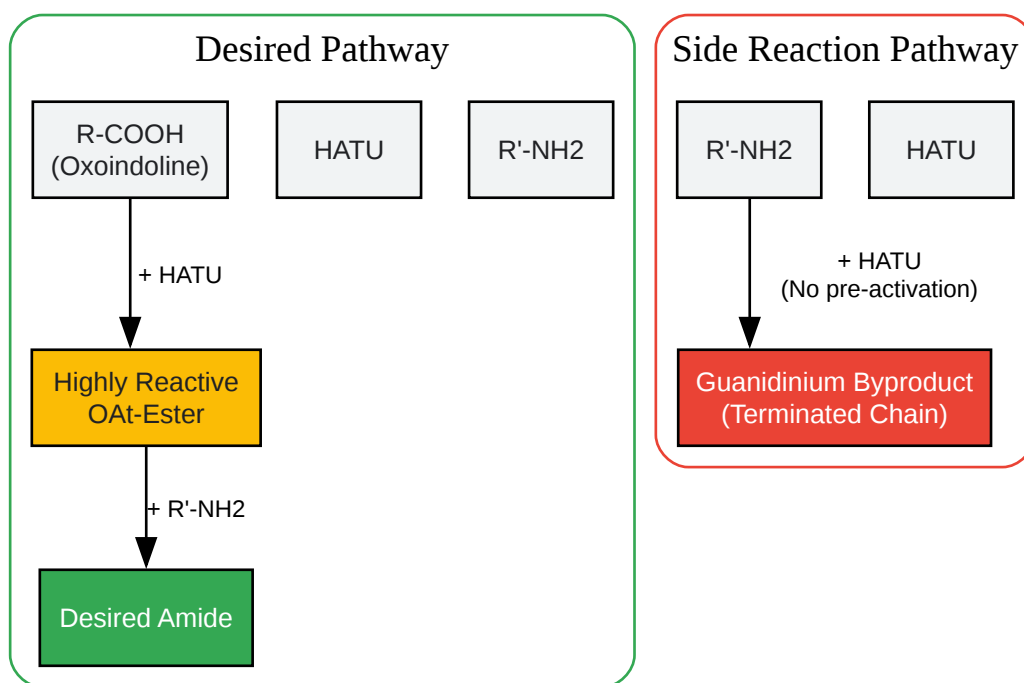 Desired Pathway
R-COOH
(Oxoindoline)
HATU
R'-NH2
+ HATU
Highly Reactive
OAt-Ester
+ R'-NH2
Desired Amide
Side Reaction Pathway
R'-NH2
HATU
+ HATU
(No pre-activation)
Guanidinium Byproduct
(Terminated Chain)